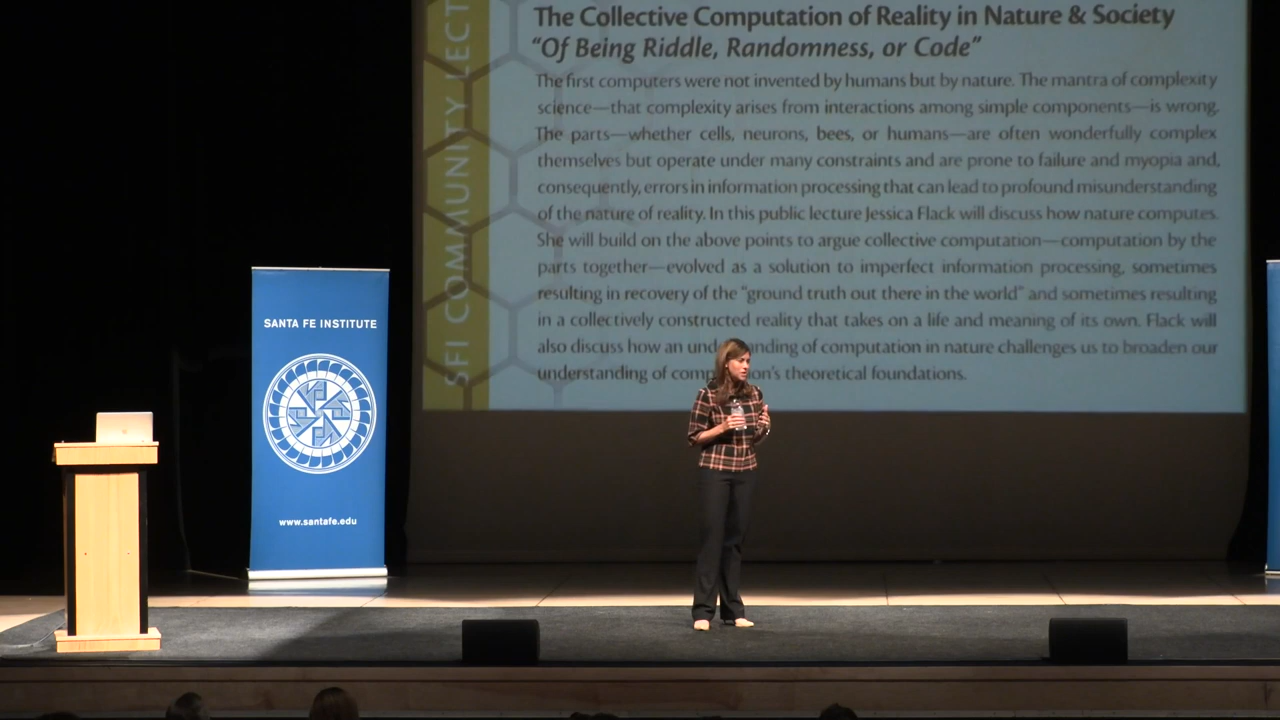 The Collective Computation of Reality in Nature & Society
"Of Being Riddle, Randomness, or Code"
The first computers were not invented by humans but by nature. The mantra of complexity
science—that complexity arises from interactions among simple components—is wrong.
The parts—whether cells, neurons, bees, or humans—are often wonderfully complex
themselves but operate under many constraints and are prone to failure and myopia and,
consequently, errors in information processing that can lead to profound misunderstanding
of the nature of reality. In this public lecture Jessica Flack will discuss how nature computes.
She will build on the above points to argue collective computation—computation by the
parts together—evolved as a solution to imperfect information processing, sometimes
resulting in recovery of the "ground truth out there in the world" and sometimes resulting
in a collectively constructed reality that takes on a life and meaning of its own. Flack will
also discuss how an und anding of computation in nature challenges us to broaden our
understanding of comp on's theoretical foundations.
SFI COMMUNITY LECT
SANTA FE INSTITUTE
www.santafe.edu